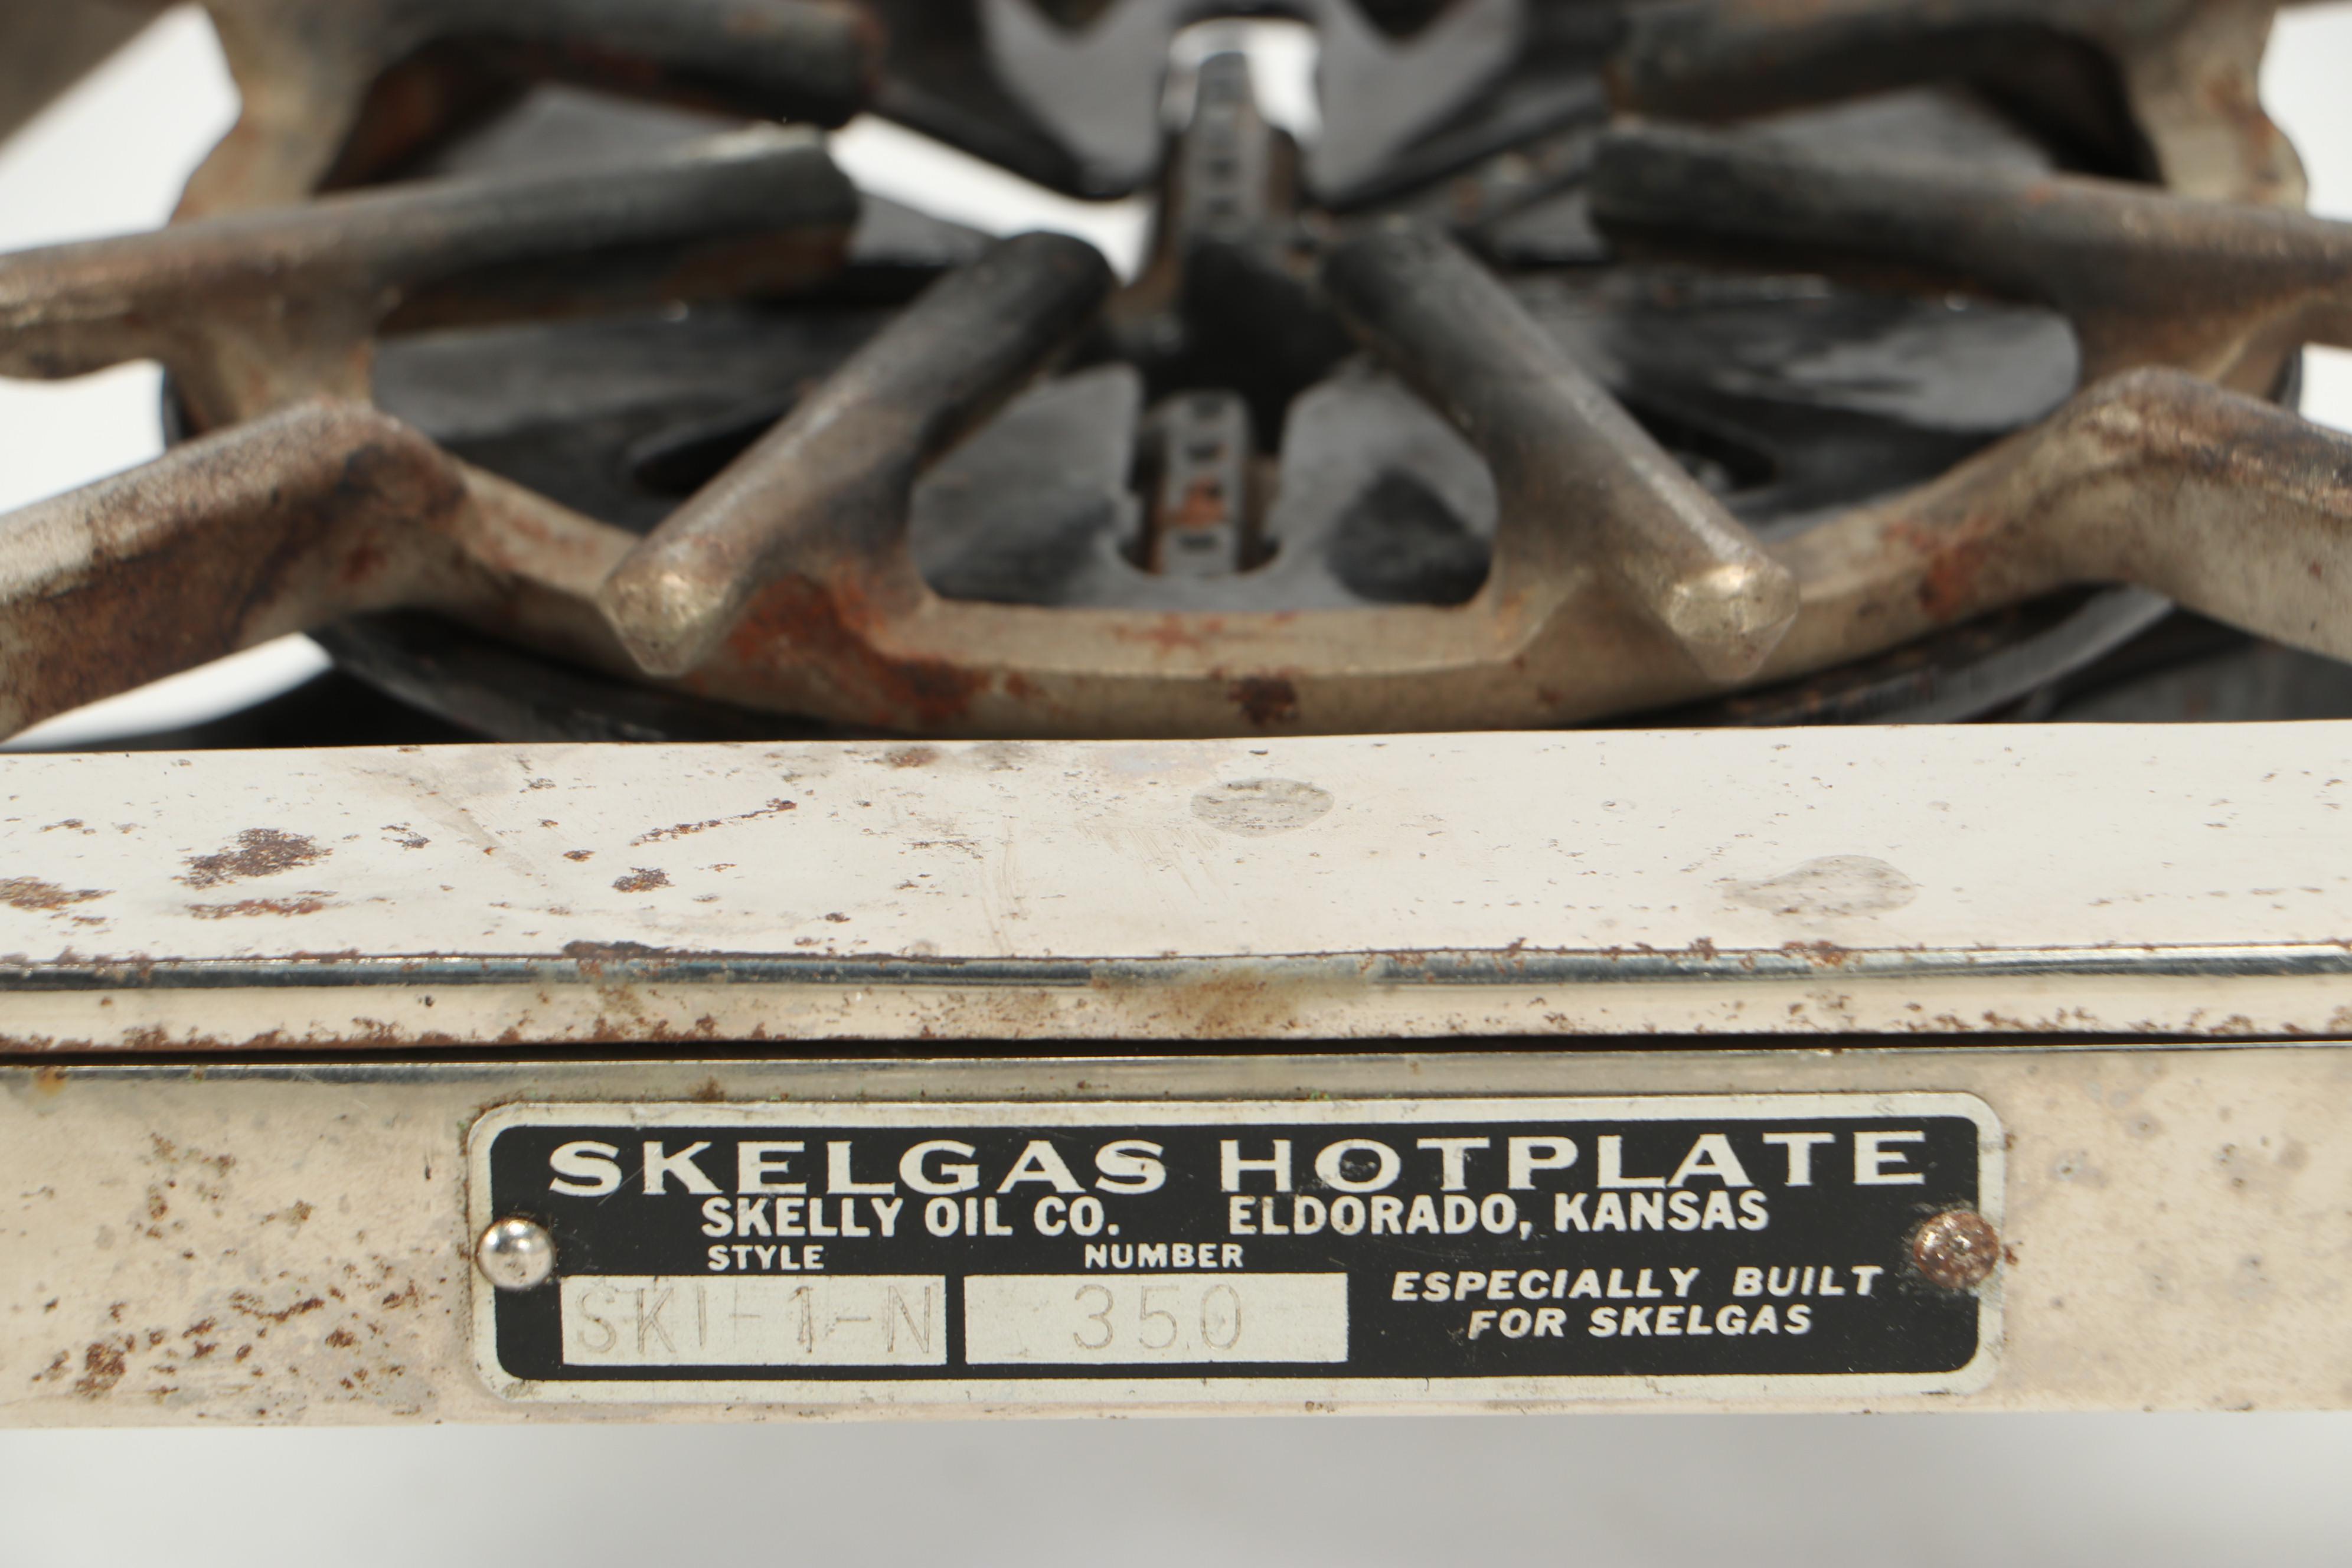 SKELGAS HOTPLATE
SKELLY OIL CO. ELDORADO, KANSAS
STYLE NUMBER
SKI-1-N 350
ESPECIALLY BUILT
FOR SKELGAS